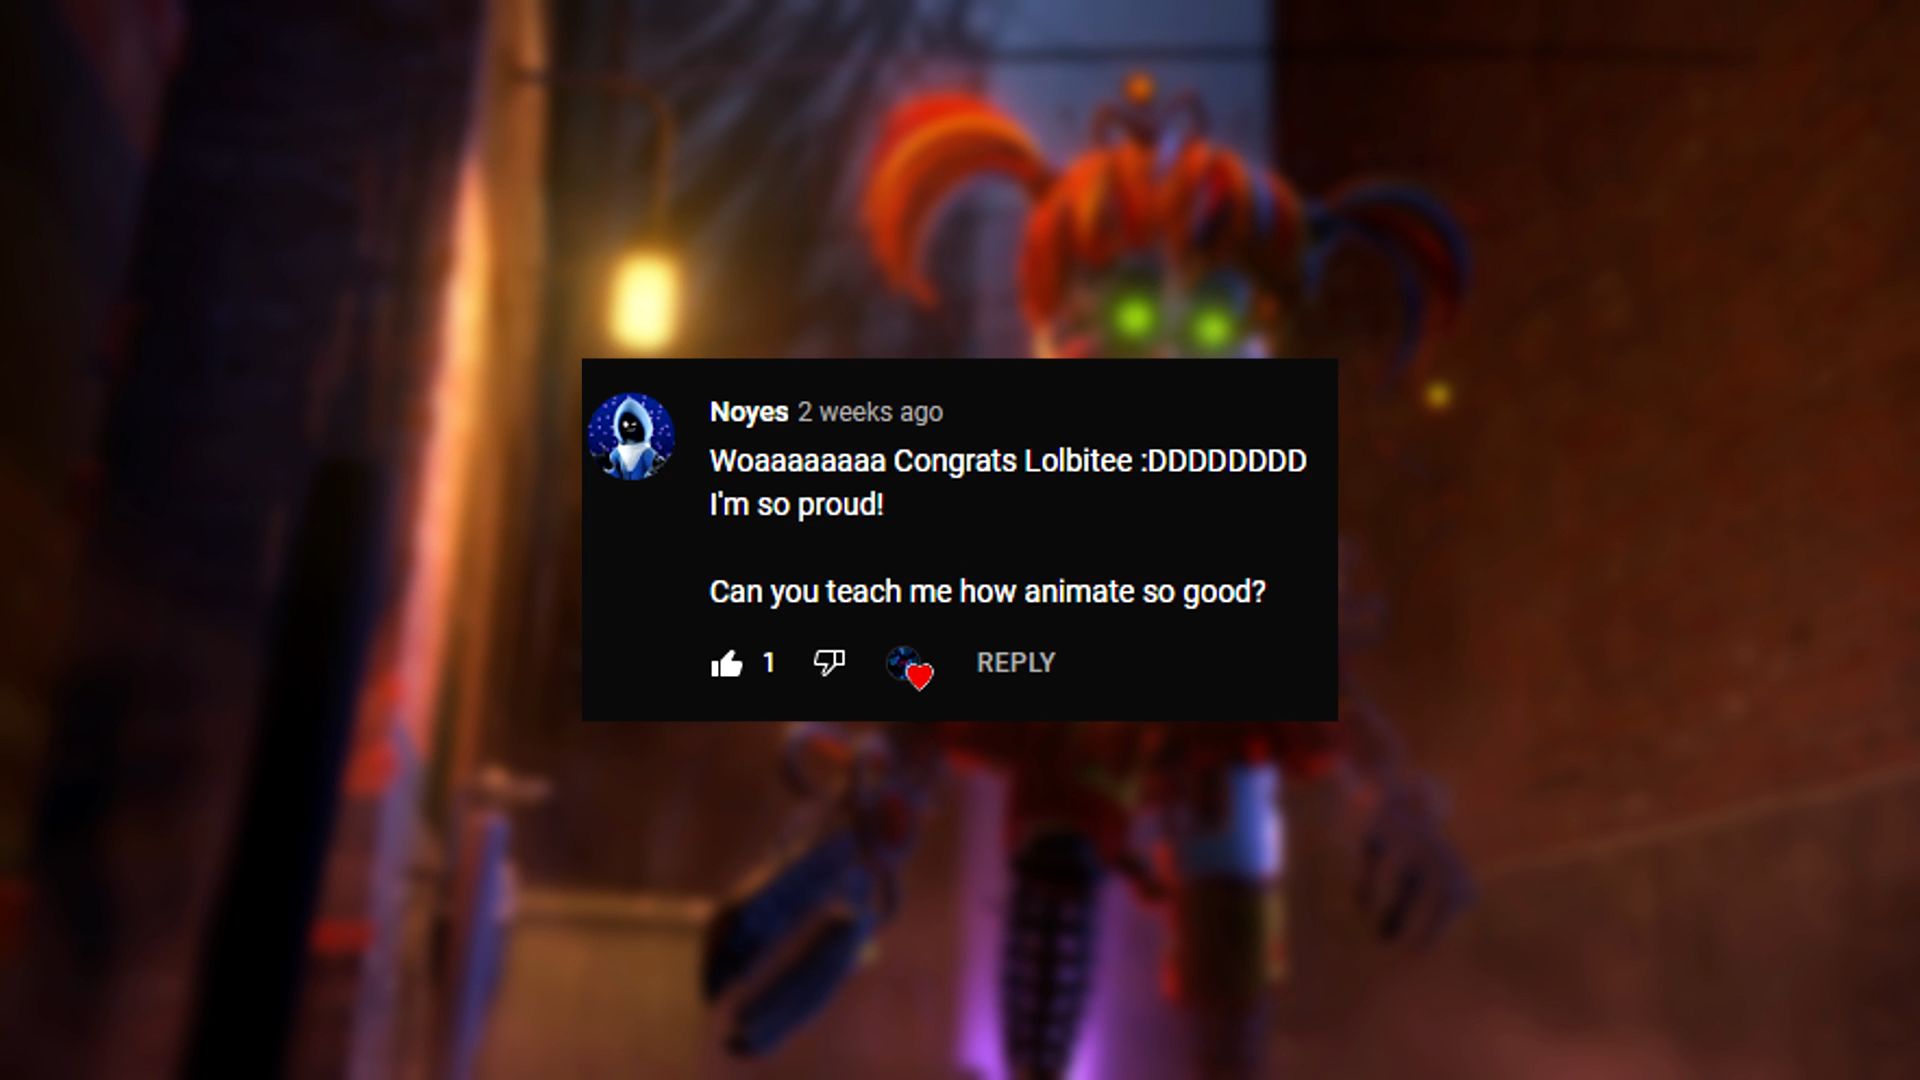 Noyes 2 weeks ago
Woaaaaaaaa Congrats Lolbitee :DDDDDDDD
I'm so proud!
Can you teach me how animate so good?
1 REPLY